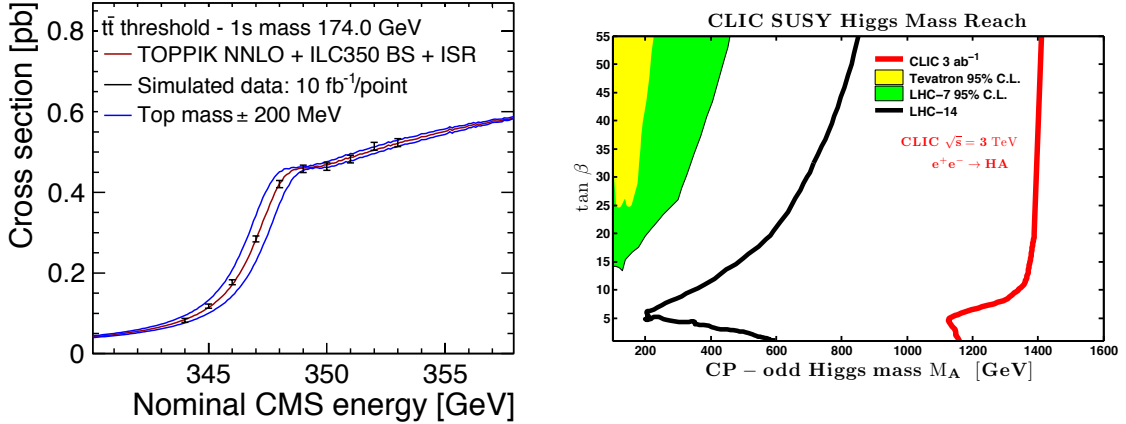 tt̄ threshold - 1s mass 174.0 GeV
TOPPIK NNLO + ILC350 BS + ISR
Simulated data: 10 fb⁻¹/point
Top mass ± 200 MeV
Cross section [pb]
0.8
0.6
0.4
0.2
0
345
350
355
Nominal CMS energy [GeV]
CLIC SUSY Higgs Mass Reach
CLIC 3 ab⁻¹
Tevatron 95% C.L.
LHC−7 95% C.L.
LHC−14
CLIC √s = 3 TeV
e⁺e⁻ → HA
tan β
55
50
45
40
35
30
25
20
15
10
5
200
400
600
800
1000
1200
1400
1600
CP − odd Higgs mass M_A [GeV]